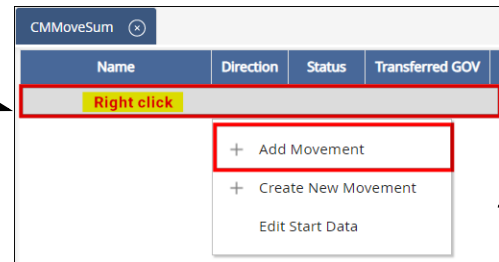 CMMoveSum
Name Direction Status Transferred GOV
Right click
+ Add Movement
+ Create New Movement
Edit Start Data